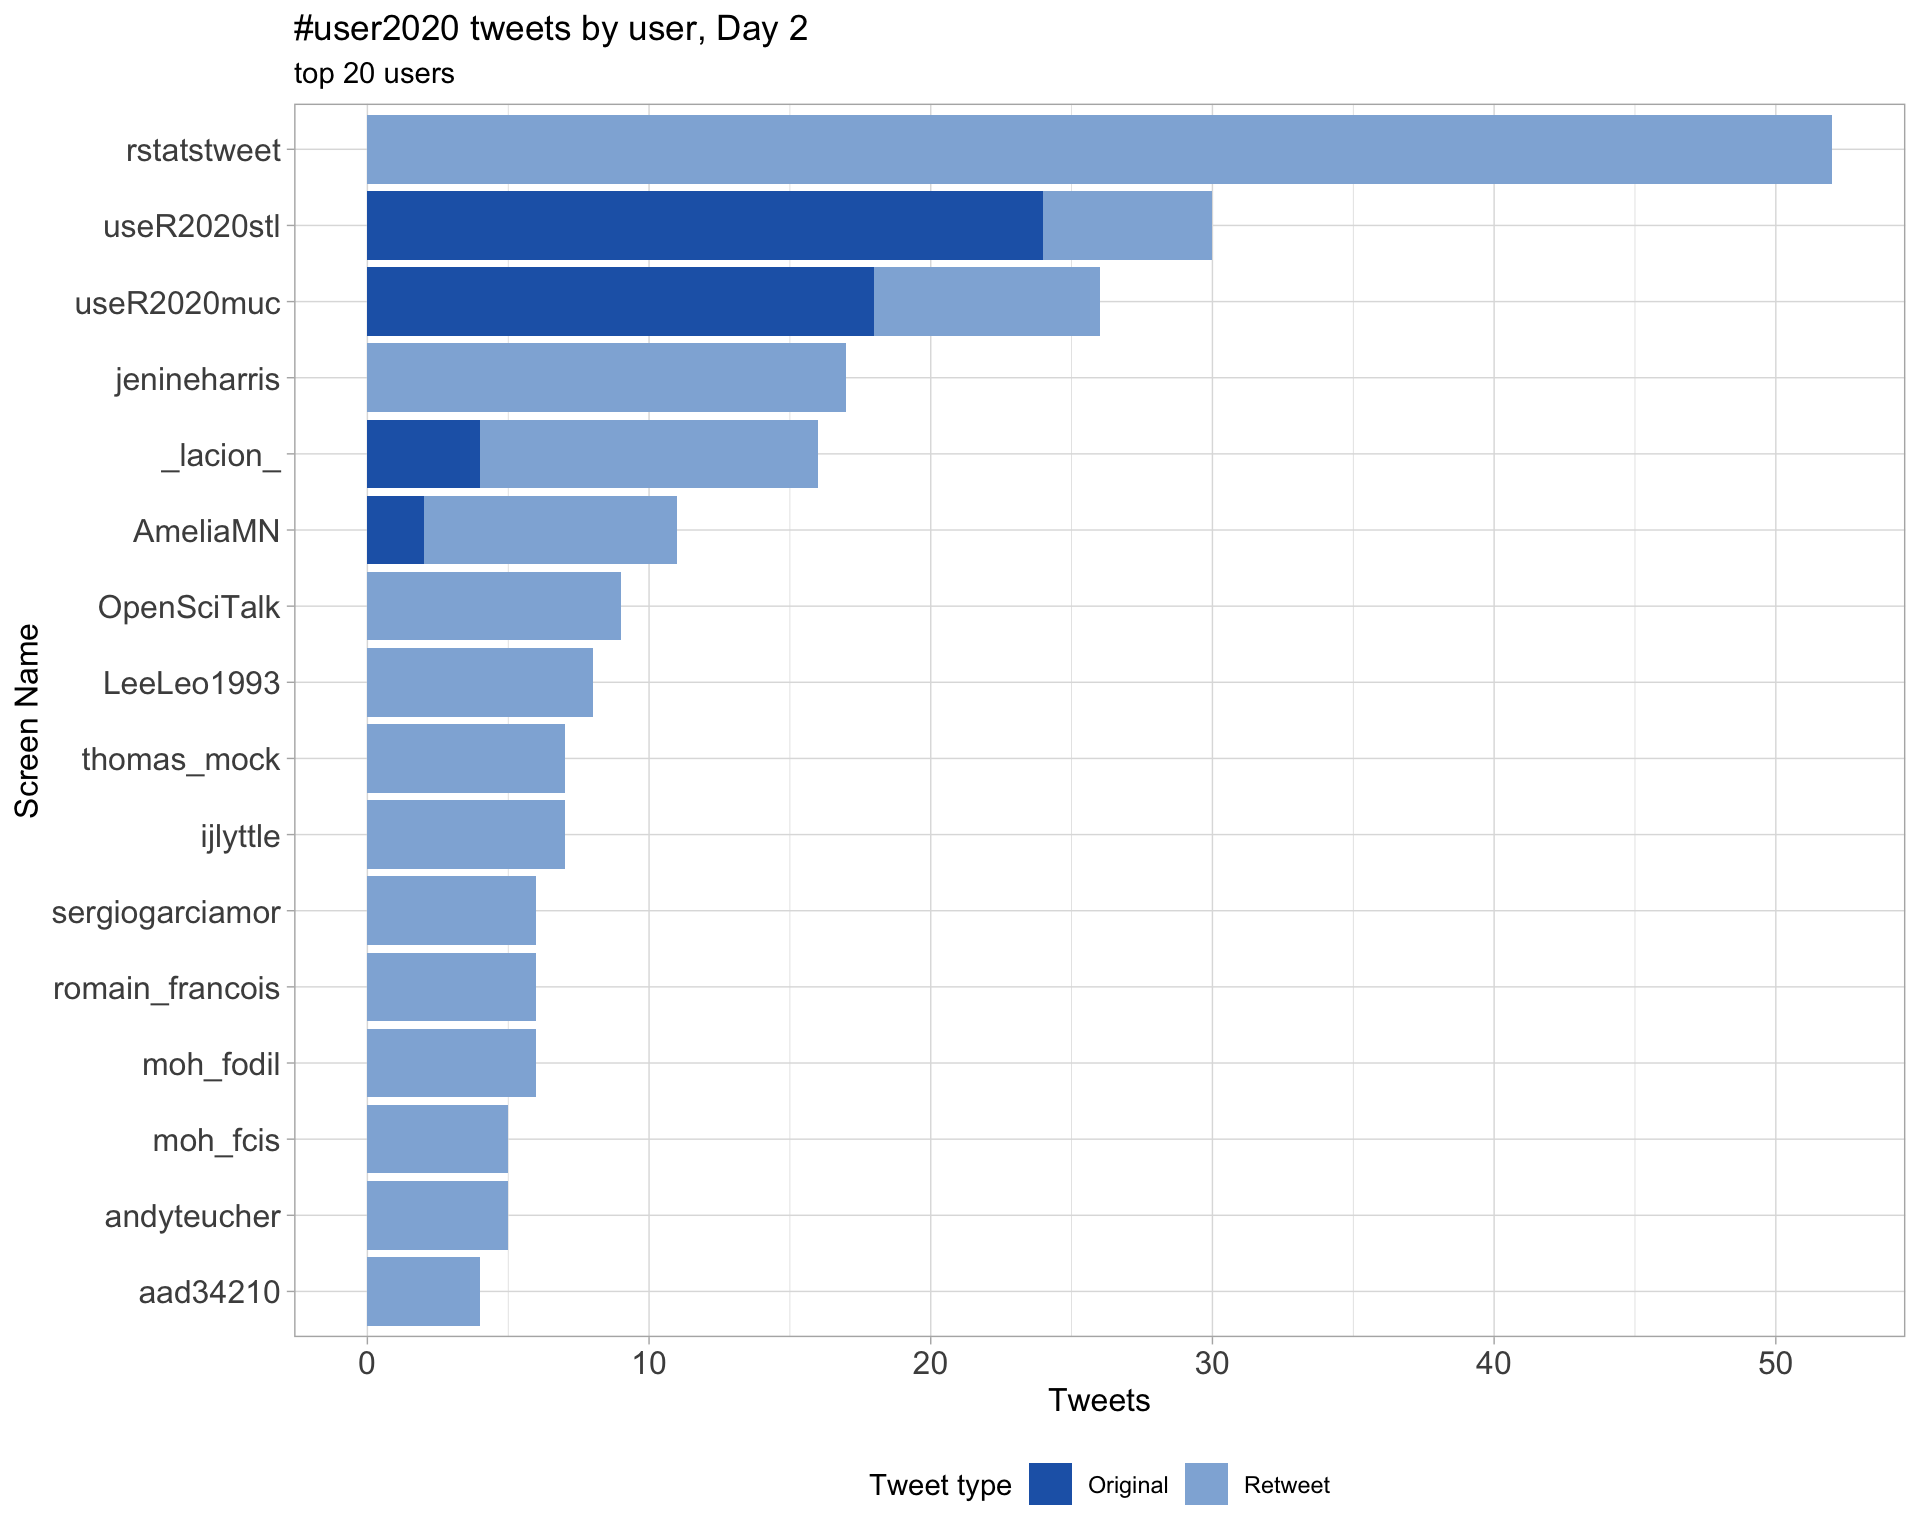 #user2020 tweets by user, Day 2
top 20 users
rstatstweet
useR2020stl
useR2020muc
jenineharris
_lacion_
AmeliaMN
OpenSciTalk
LeeLeo1993
thomas_mock
ijlyttle
sergiogarciamor
romain_francois
moh_fodil
moh_fcis
andyteucher
aad34210
Screen Name
0 10 20 30 40 50
Tweets
Tweet type Original Retweet